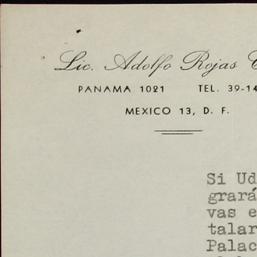 Lic. Adolfo Rojas
PANAMA 1021 TEL. 39-14
MEXICO 13, D. F.
Si Ud
grará
vas e
talar
Palac